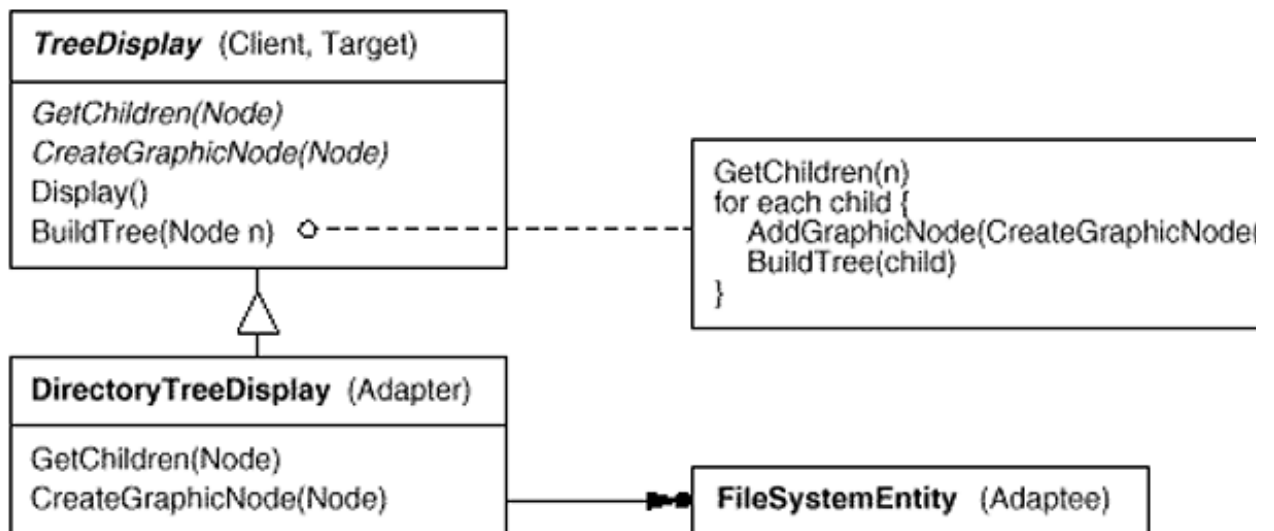 TreeDisplay (Client, Target)
GetChildren(Node)
CreateGraphicNode(Node)
Display()
BuildTree(Node n)
GetChildren(n)
for each child {
AddGraphicNode(CreateGraphicNode(
BuildTree(child)
}
DirectoryTreeDisplay (Adapter)
GetChildren(Node)
CreateGraphicNode(Node)
FileSystemEntity (Adaptee)